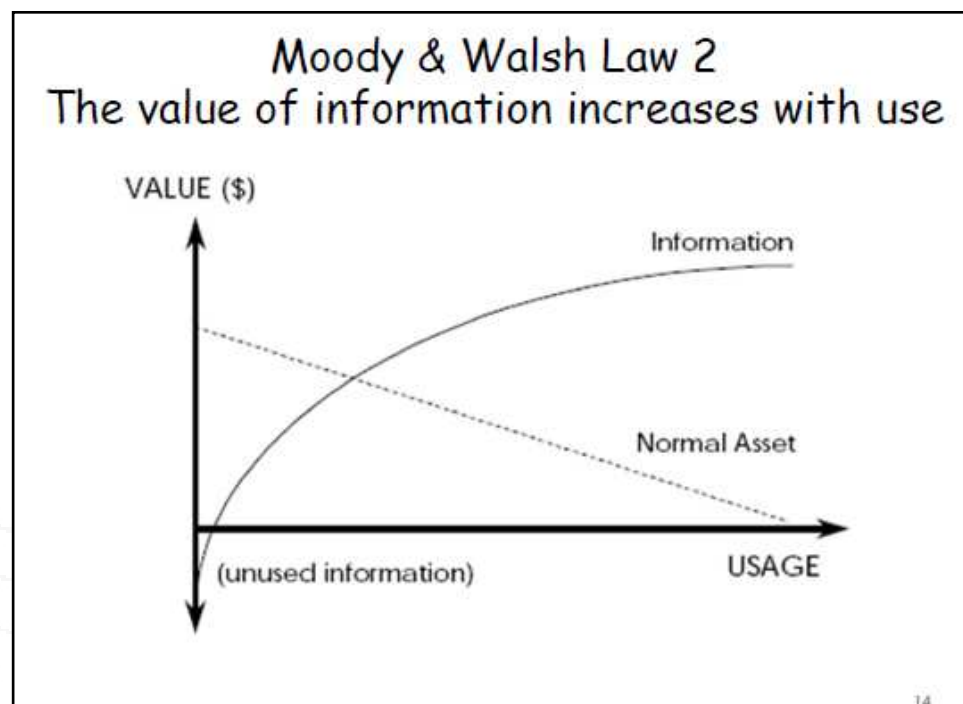 Moody & Walsh Law 2
The value of information increases with use
VALUE ($)
Information
Normal Asset
(unused information)
USAGE
14